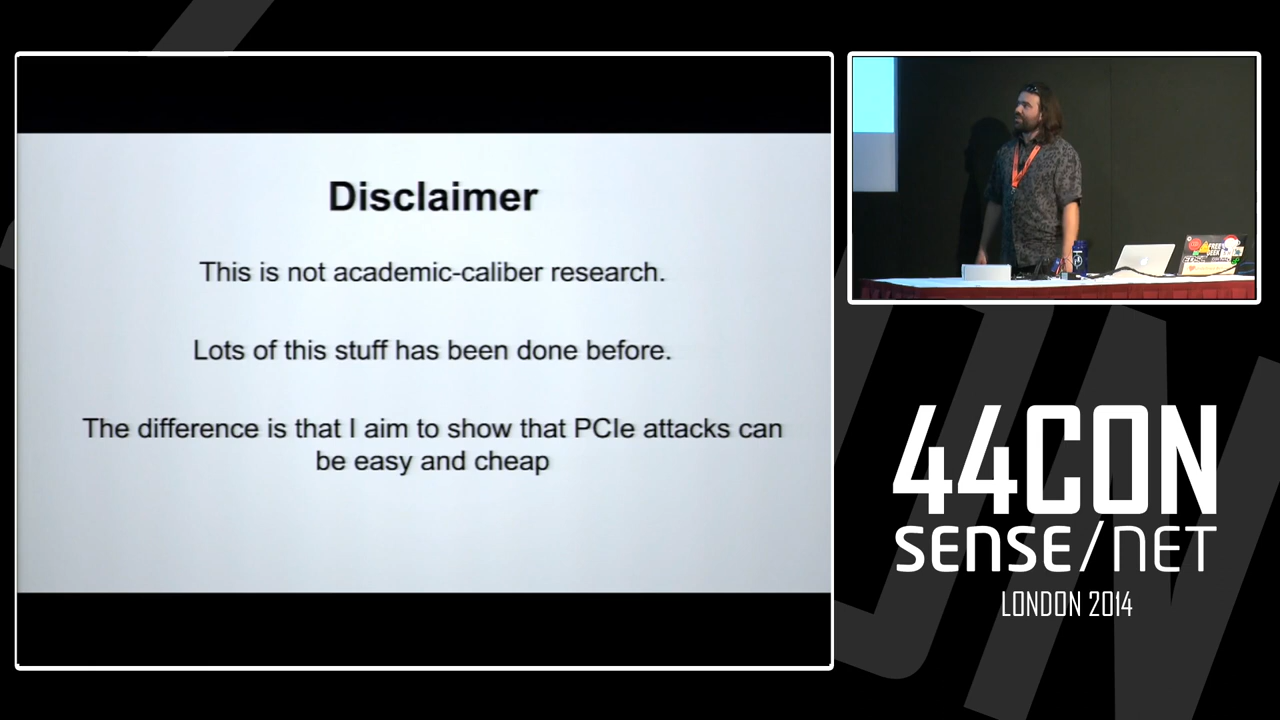 Disclaimer
This is not academic-caliber research.
Lots of this stuff has been done before.
The difference is that I aim to show that PCIe attacks can
be easy and cheap
44CON
SENSE/NET
LONDON 2014